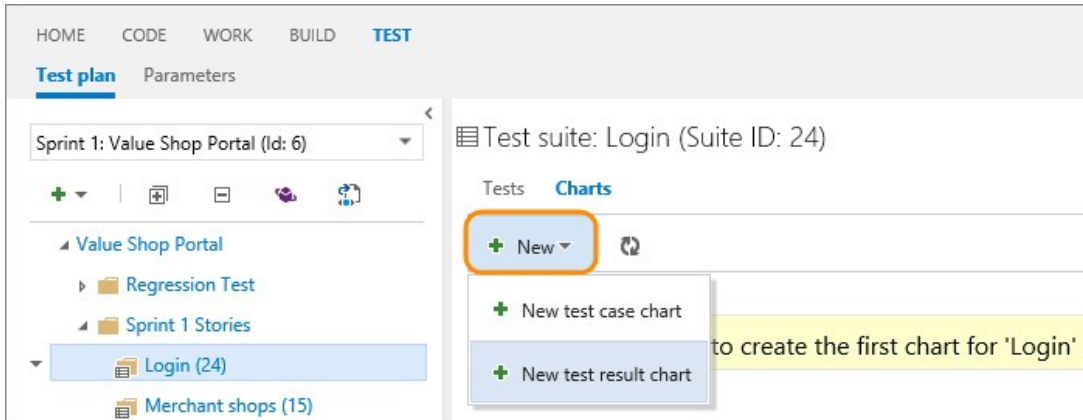 HOME CODE WORK BUILD TEST
Test plan Parameters
Sprint 1: Value Shop Portal (Id: 6)
Value Shop Portal
Regression Test
Sprint 1 Stories
Login (24)
Merchant shops (15)
Test suite: Login (Suite ID: 24)
Tests Charts
New
New test case chart
New test result chart
to create the first chart for 'Login'